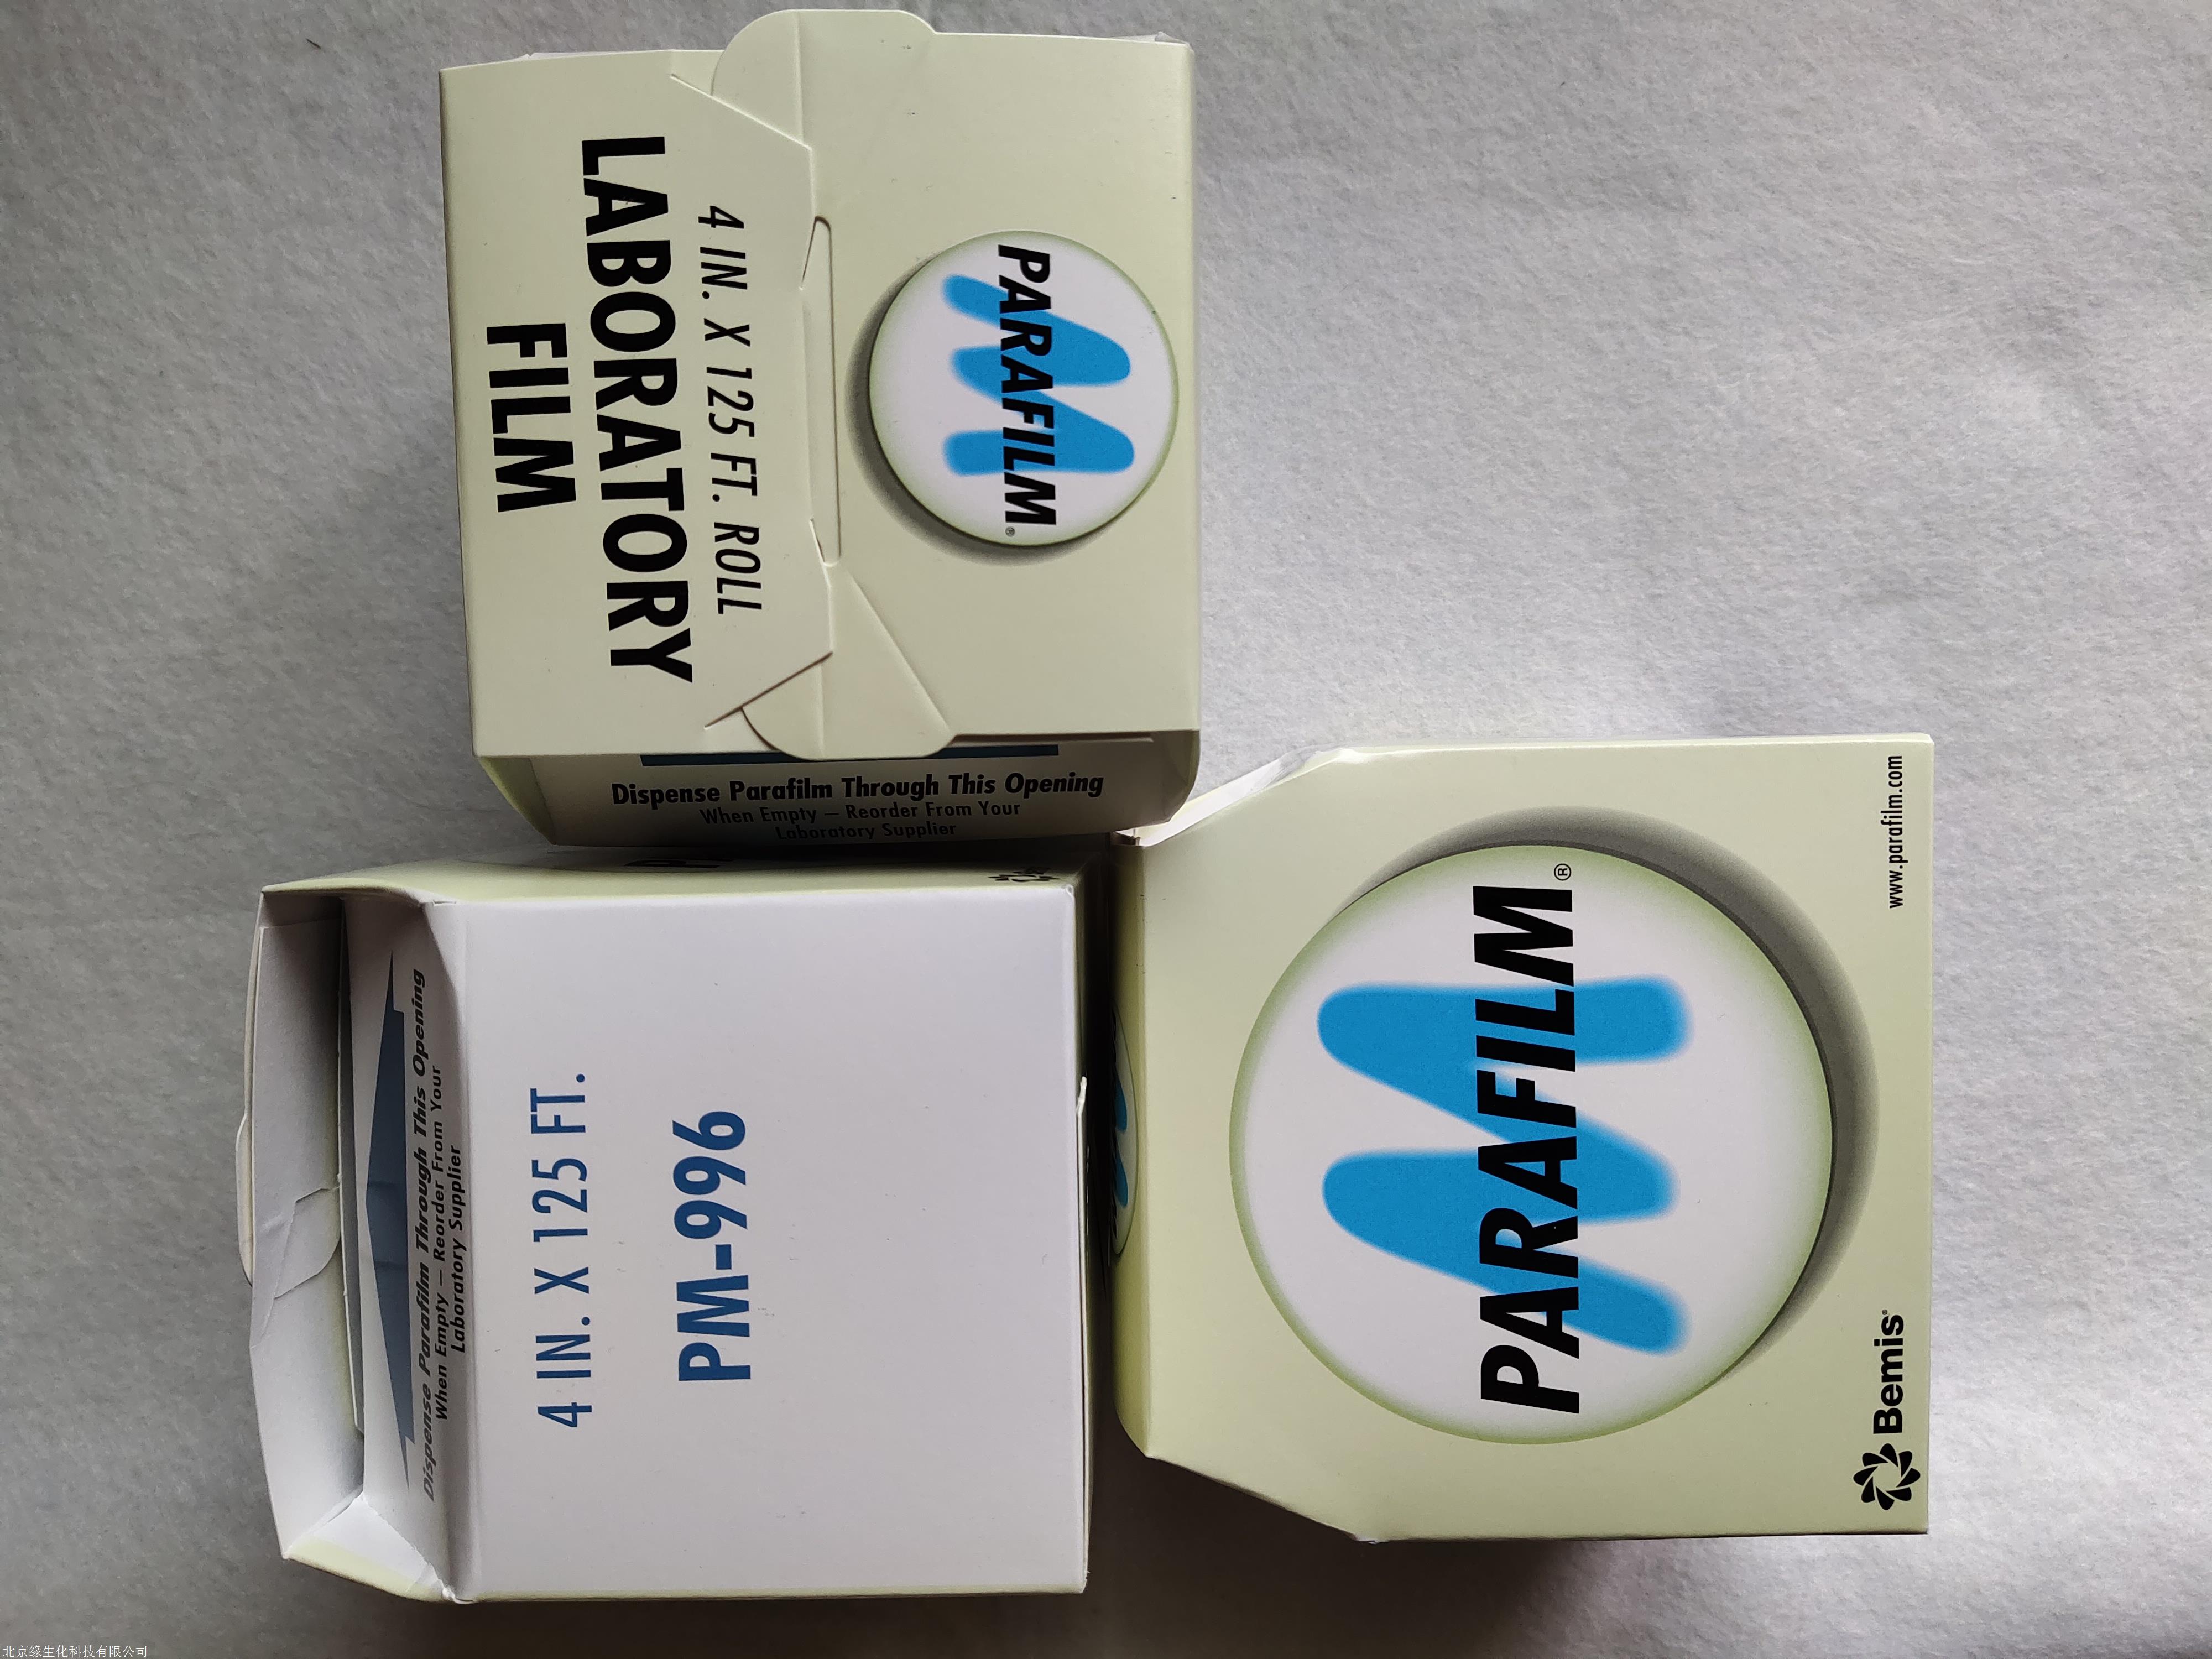 LABORATORY
FILM
4 IN. X 125 FT. ROLL
PARAFILM®
Dispense Parafilm Through This Opening
When Empty – Reorder From Your
Laboratory Supplier
Dispense Parafilm Through This Opening
When Empty – Reorder From Your
Laboratory Supplier
4 IN. X 125 FT.
PM-996
PARAFILM®
Bemis®
www.parafilm.com
北京缘生化科技有限公司